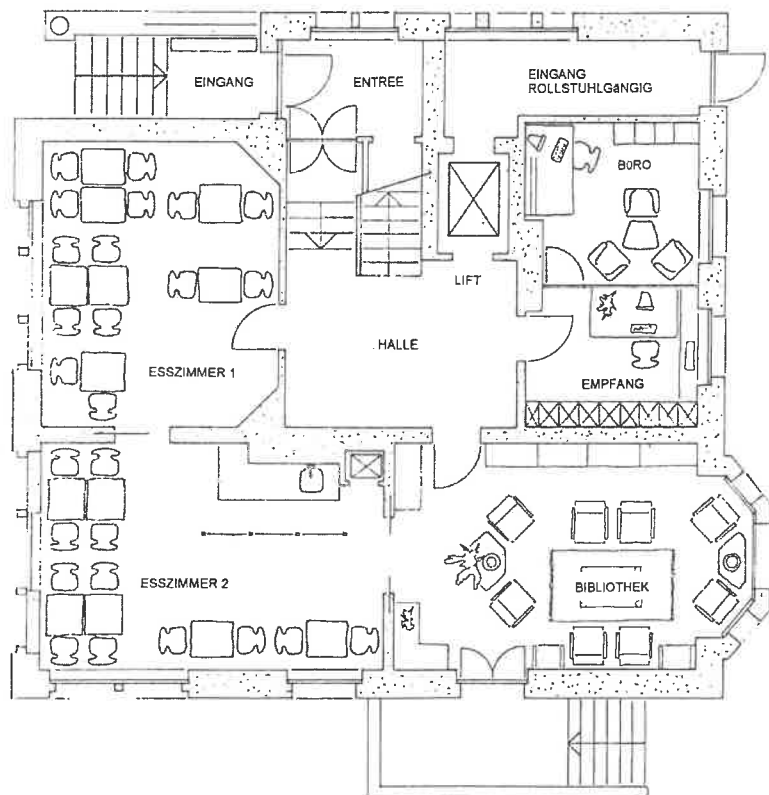 EINGANG
ENTREE
EINGANG
ROLLSTUHLGäNGIG
BüRO
LIFT
HALLE
ESSZIMMER 1
EMPFANG
ESSZIMMER 2
BIBLIOTHEK